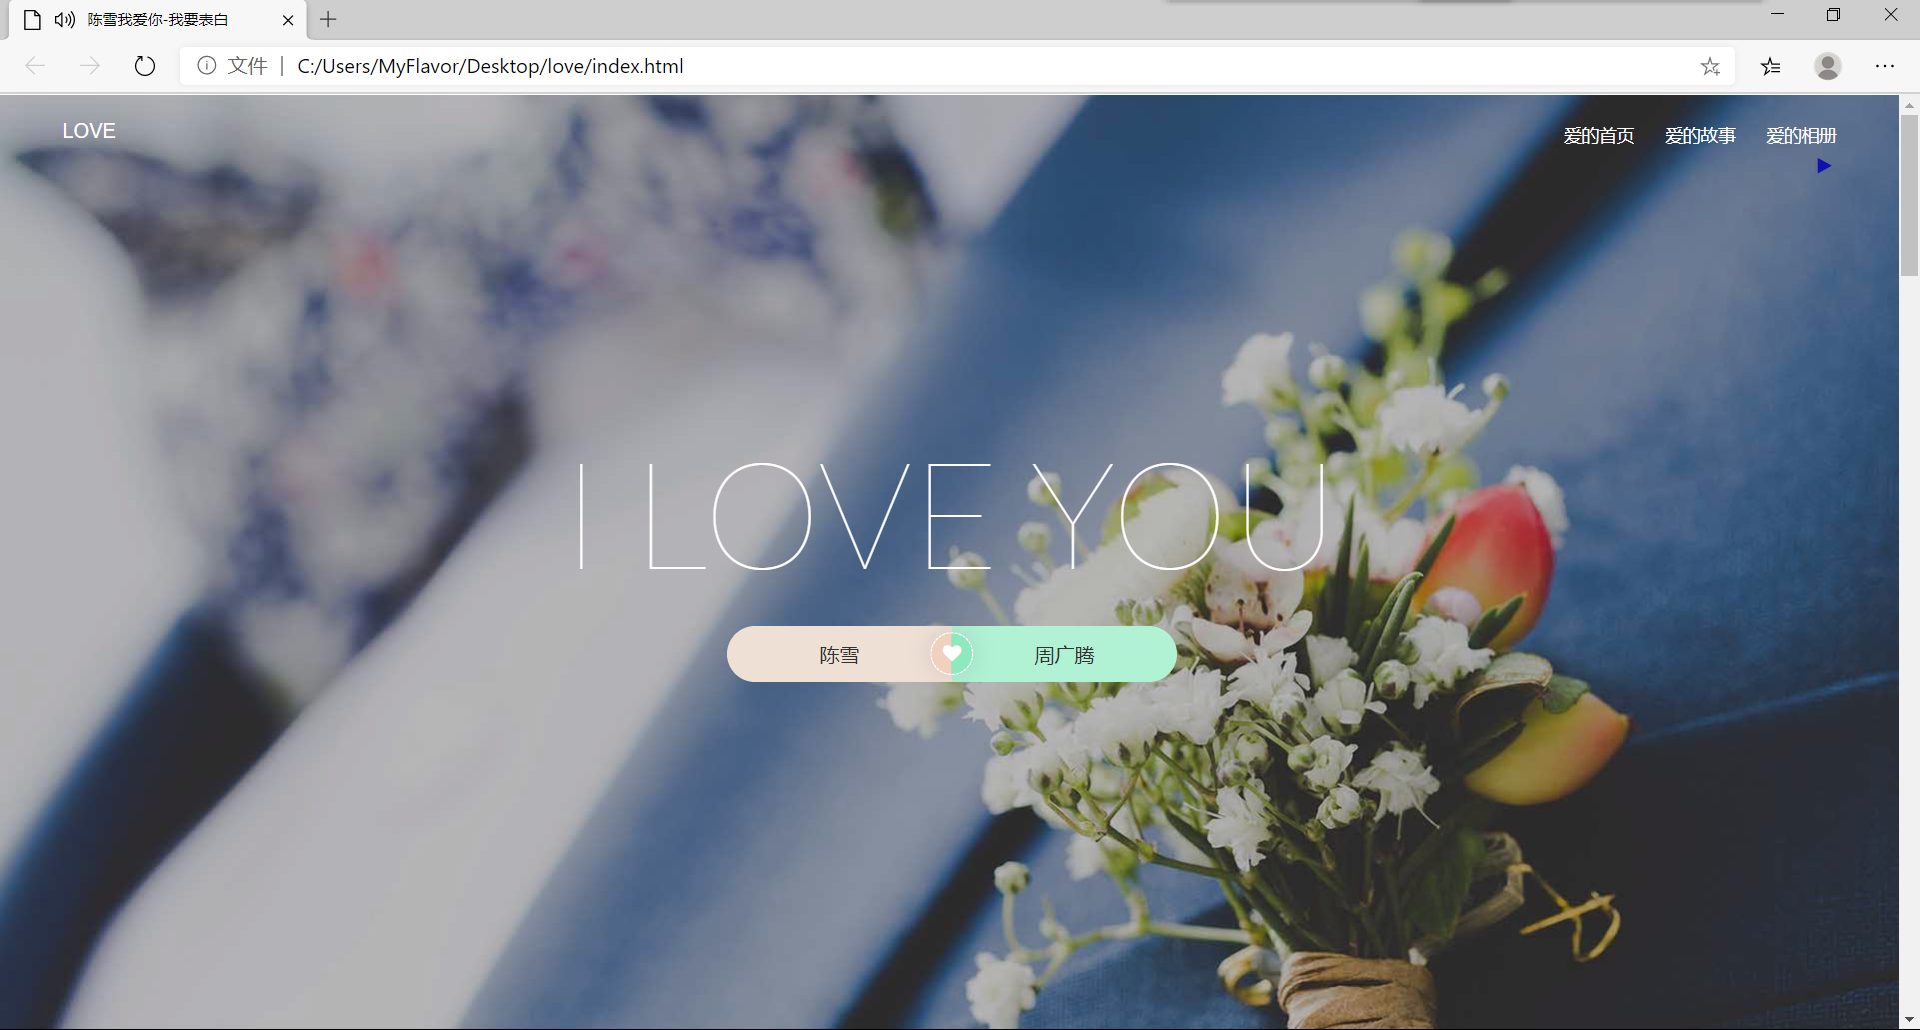 陈雪我爱你-我要表白
文件 | C:/Users/MyFlavor/Desktop/love/index.html
LOVE
爱的首页 爱的故事 爱的相册
I LOVE YOU
陈雪 周广腾